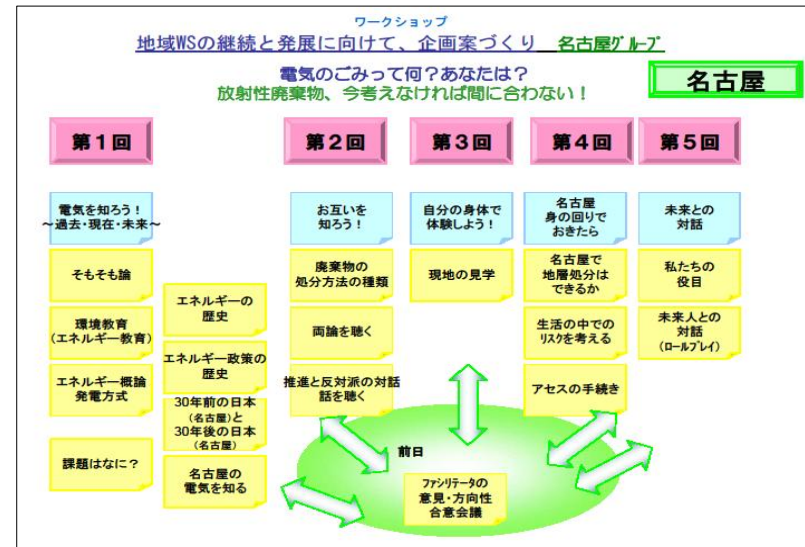 ワークショップ
地域WSの継続と発展に向けて、企画案づくり　名古屋グループ
電気のごみって何？あなたは？
放射性廃棄物、今考えなければ間に合わない！
名古屋
第１回
第２回
第３回
第４回
第５回
電気を知ろう！
～過去・現在・未来～
お互いを
知ろう！
自分の身体で
体験しよう！
名古屋
身の回りで
おきたら
未来との
対話
そもそも論
環境教育
（エネルギー教育）
エネルギー概論
発電方式
課題はなに？
エネルギーの
歴史
エネルギー政策の
歴史
30年前の日本
（名古屋）と
30年後の日本
（名古屋）
名古屋の
電気を知る
廃棄物の
処分方法の種類
両論を聴く
推進と反対派の対話
話を聴く
現地の見学
名古屋で
地層処分は
できるか
生活の中での
リスクを考える
アセスの手続き
私たちの
役目
未来人との
対話
（ロールプレイ）
前日
ファシリテータの
意見・方向性
合意会議